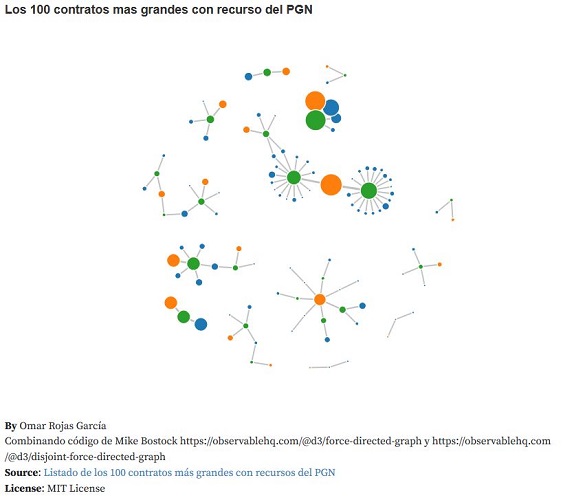 Los 100 contratos mas grandes con recurso del PGN
By Omar Rojas García
Combinando código de Mike Bostock https://observablehq.com/@d3/force-directed-graph y https://observablehq.com
/@d3/disjoint-force-directed-graph
Source: Listado de los 100 contratos más grandes con recursos del PGN
License: MIT License